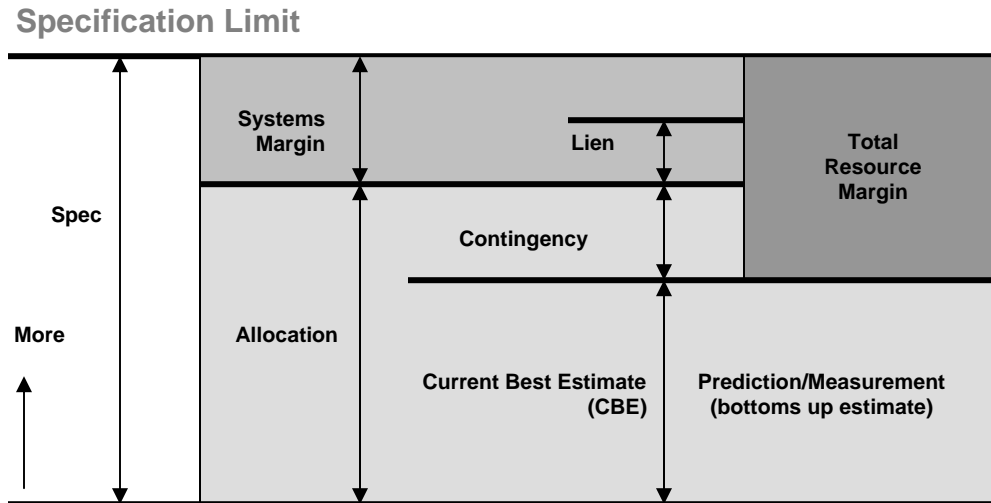 Specification Limit
Systems
Margin
Lien
Total
Resource
Margin
Spec
Contingency
More
Allocation
Current Best Estimate
(CBE)
Prediction/Measurement
(bottoms up estimate)